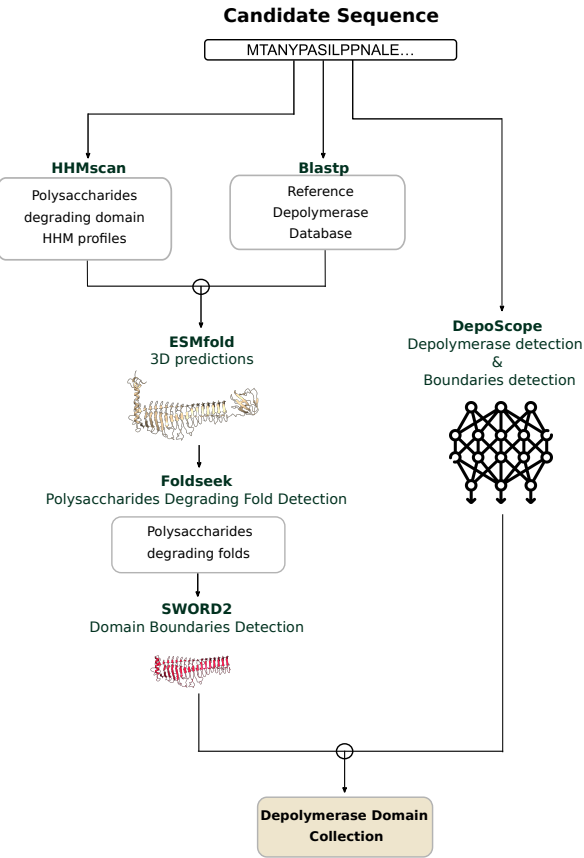 Candidate Sequence
MTANYPASILPPNALE...
HHMscan
Polysaccharides
degrading domain
HHM profiles
Blastp
Reference
Depolymerase
Database
ESMfold
3D predictions
DepoScope
Depolymerase detection
&
Boundaries detection
Foldseek
Polysaccharides Degrading Fold Detection
Polysaccharides
degrading folds
SWORD2
Domain Boundaries Detection
Depolymerase Domain
Collection